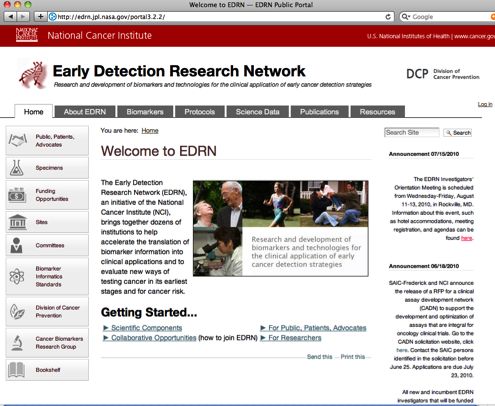 Welcome to EDRN — EDRN Public Portal
http://edrn.jpl.nasa.gov/portal3.2.2/
Google
NATIONAL CANCER INSTITUTE
National Cancer Institute
U.S. National Institutes of Health | www.cancer.gov
Early Detection Research Network
Research and development of biomarkers and technologies for the clinical application of early cancer detection strategies
DCP Division of Cancer Prevention
Log in
Home About EDRN Biomarkers Protocols Science Data Publications Resources
Public, Patients,
Advocates
Specimens
Funding
Opportunities
Sites
Committees
Biomarker
Informatics
Standards
Division of Cancer
Prevention
Cancer Biomarkers
Research Group
Bookshelf
You are here: Home
Welcome to EDRN
The Early Detection
Research Network (EDRN),
an initiative of the National
Cancer Institute (NCI),
brings together dozens of
institutions to help
accelerate the translation of
biomarker information into
clinical applications and to
evaluate new ways of
testing cancer in its earliest
stages and for cancer risk.
Research and development of
biomarkers and technologies for
the clinical application of early
cancer detection strategies
Getting Started...
Scientific Components
For Public, Patients, Advocates
Collaborative Opportunities (how to join EDRN)
For Researchers
Send this — Print this —
Search Site
Search
Announcement 07/15/2010
The EDRN Investigators'
Orientation Meeting is scheduled
from Wednesday-Friday, August
11-13, 2010, in Rockville, MD.
Information about this event, such
as hotel accommodations, meeting
registration, and agendas can be
found here.
Announcement 06/18/2010
SAIC-Frederick and NCI announce
the release of a RFP for a clinical
assay development network
(CADN) to support the
development and optimization of
assays that are integral for
oncology clinical trials. Go to the
CADN solicitation website, click
here. Contact the SAIC persons
identified in the solicitation before
June 25. Applications are due July
23, 2010.
All new and incumbent EDRN
investigators that will be funded